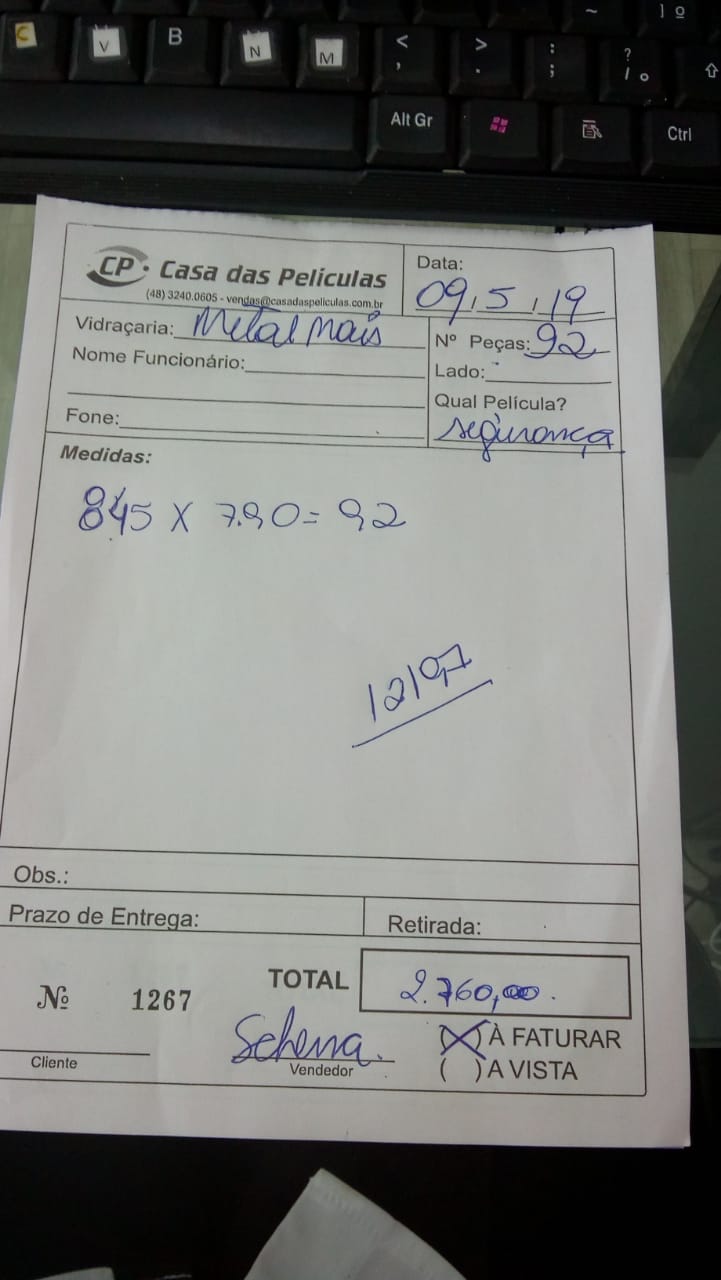 C V B N M < , > . : ; ? / ° ~ ] º
Alt Gr Ctrl
CP · Casa das Películas
(48) 3240.0605 - vendas@casadaspeliculas.com.br
Data:
09/5/19
Vidraçaria: Metal Mais
Nº Peças: 92
Nome Funcionário:
Lado:
Qual Película?
Fone:
segurança
Medidas:
845 X 790 = 92
Obs.:
Prazo de Entrega:
Retirada:
Nº 1267
TOTAL 2.760,00.
(X) À FATURAR
Cliente
Vendedor
( ) A VISTA